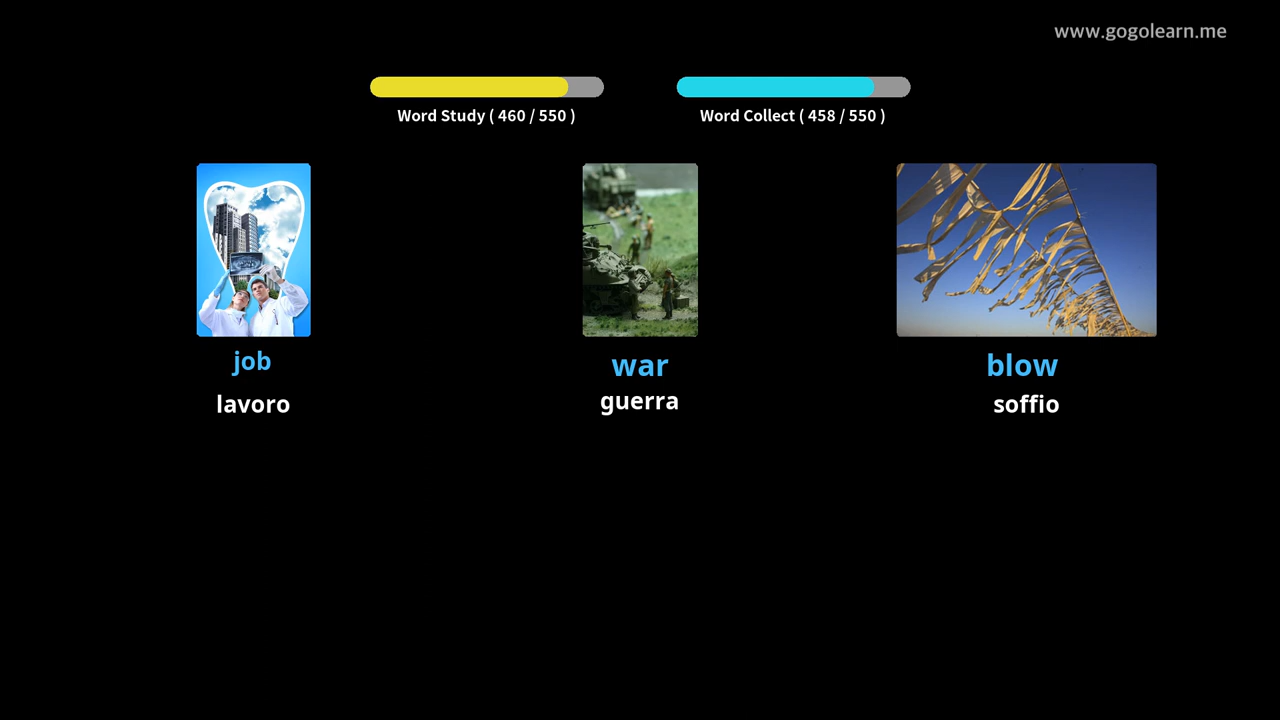 www.gogolearn.me
Word Study ( 460 / 550 )
Word Collect ( 458 / 550 )
job
war
blow
lavoro
guerra
soffio